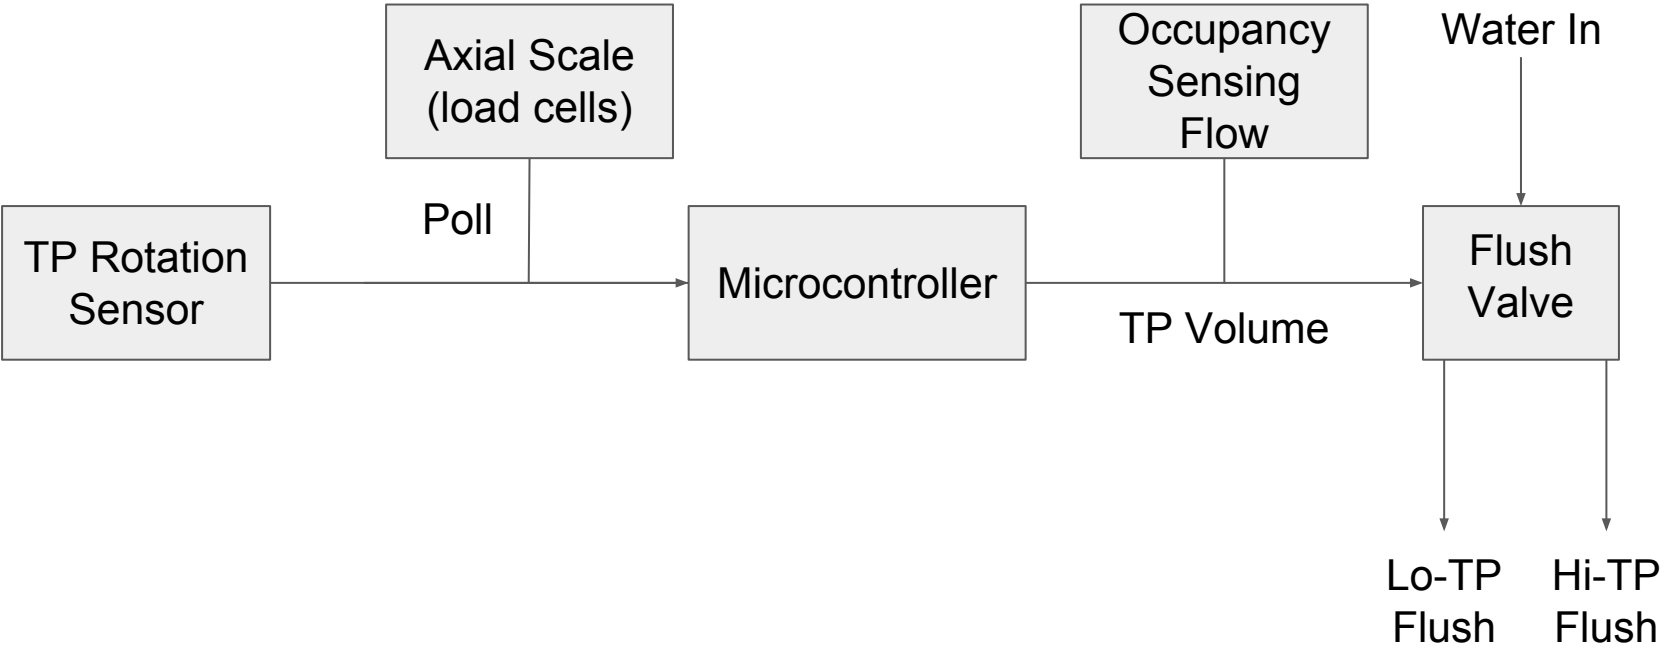 Axial Scale
(load cells)
Occupancy
Sensing
Flow
Water In
Poll
TP Rotation
Sensor
Microcontroller
Flush
Valve
TP Volume
Lo-TP
Flush
Hi-TP
Flush